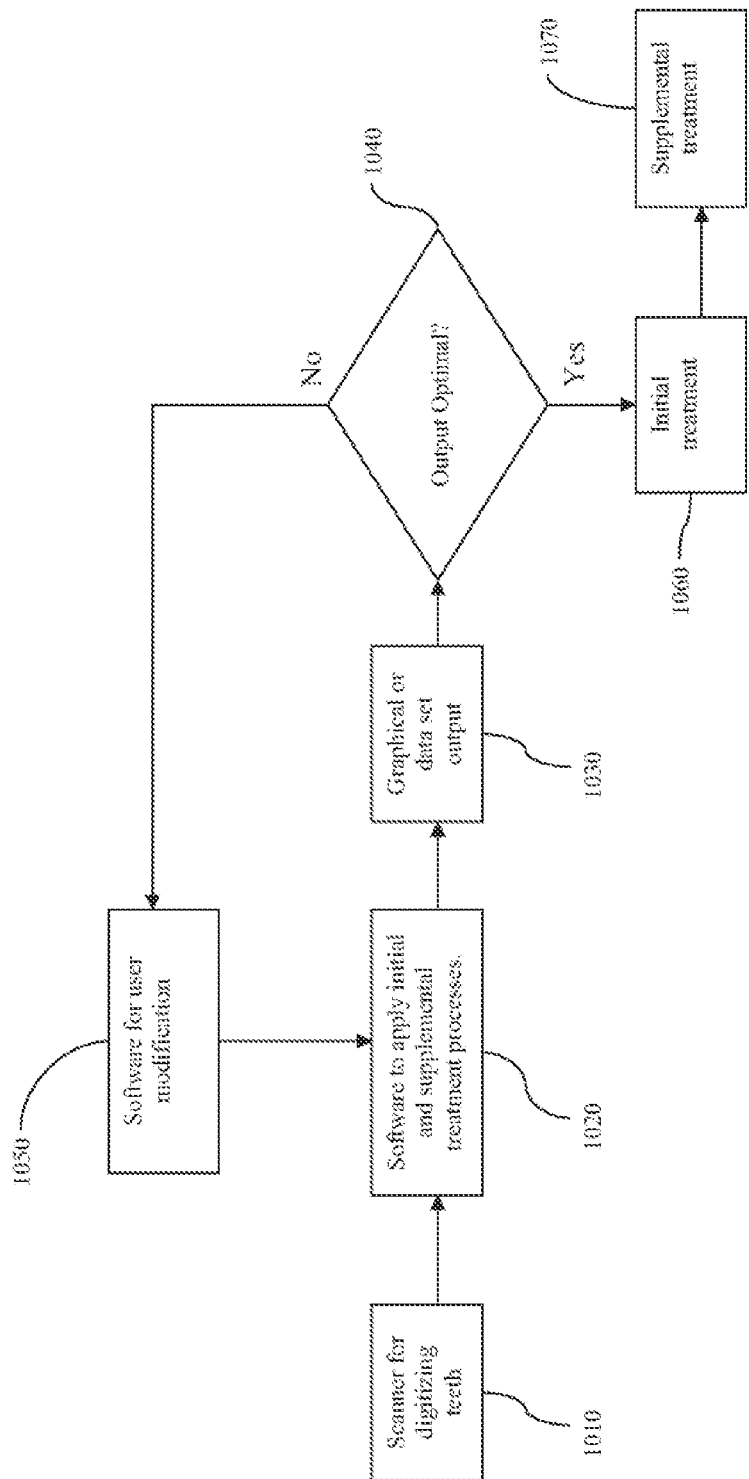 Scanner for
digitizing
teeth
1010
Software to apply initial
and supplemental
treatment processes.
1020
Software for user
modification
1050
Graphical or
data set
output
1030
Output Optimal?
1040
No
Yes
Initial
treatment
1060
Supplemental
treatment
1070